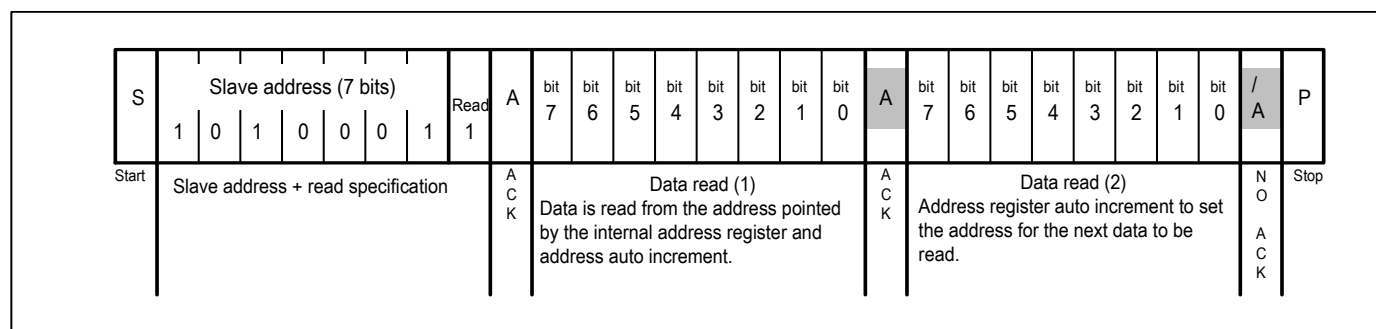 S Slave address (7 bits) Read A bit bit bit bit bit bit bit bit A bit bit bit bit bit bit bit bit / P
1 0 1 0 0 0 1 1 7 6 5 4 3 2 1 0 7 6 5 4 3 2 1 0 A
Start Slave address + read specification ACK Data read (1) ACK Data read (2) NO ACK Stop
Data is read from the address pointed
by the internal address register and
address auto increment.
Address register auto increment to set
the address for the next data to be
read.